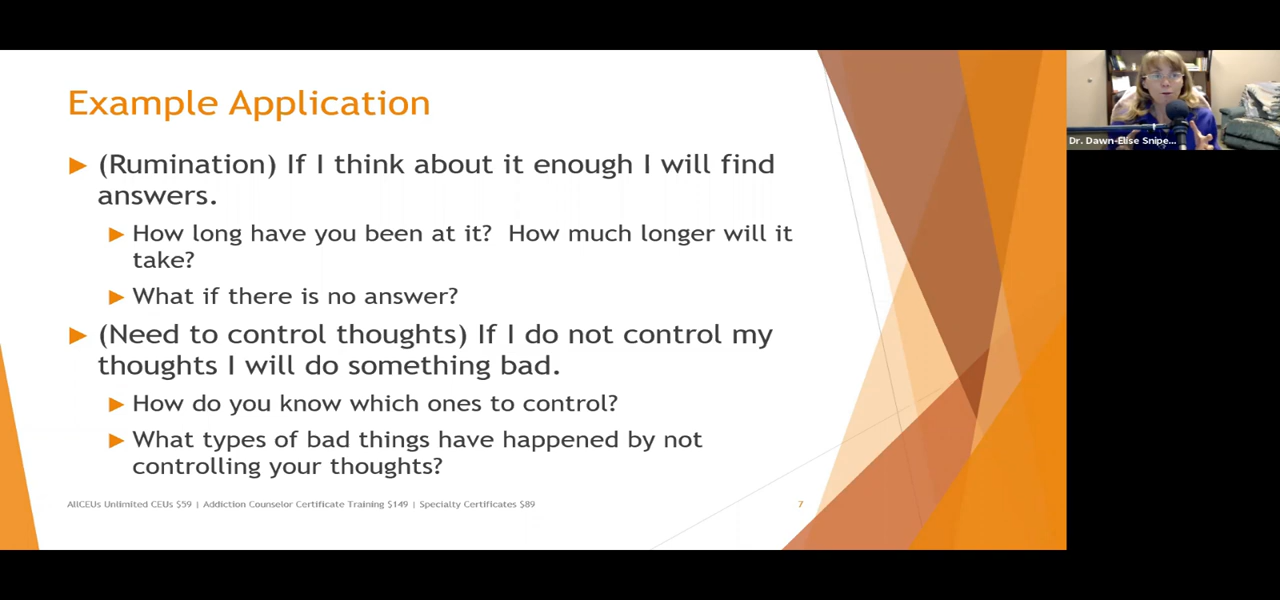 Example Application
(Rumination) If I think about it enough I will find
answers.
How long have you been at it?  How much longer will it
take?
What if there is no answer?
(Need to control thoughts) If I do not control my
thoughts I will do something bad.
How do you know which ones to control?
What types of bad things have happened by not
controlling your thoughts?
AllCEUs Unlimited CEUs $59 | Addiction Counselor Certificate Training $149 | Specialty Certificates $89
7
Dr. Dawn-Elise Snipe...